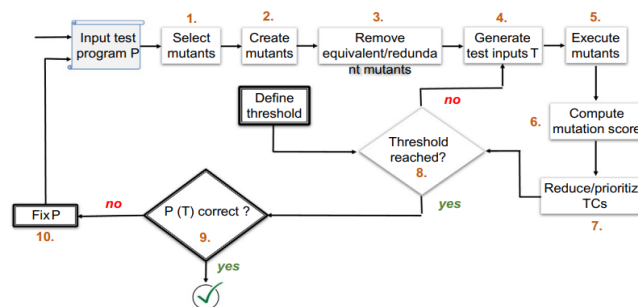 1.
2.
3.
4.
5.
Input test
program P
Select
mutants
Create
mutants
Remove
equivalent/redunda
nt mutants
Generate
test inputs T
Execute
mutants
no
Define
threshold
Threshold
reached?
8.
6.
Compute
mutation score
Reduce/prioritize
TCs
7.
yes
P (T) correct ?
9.
no
Fix P
10.
yes